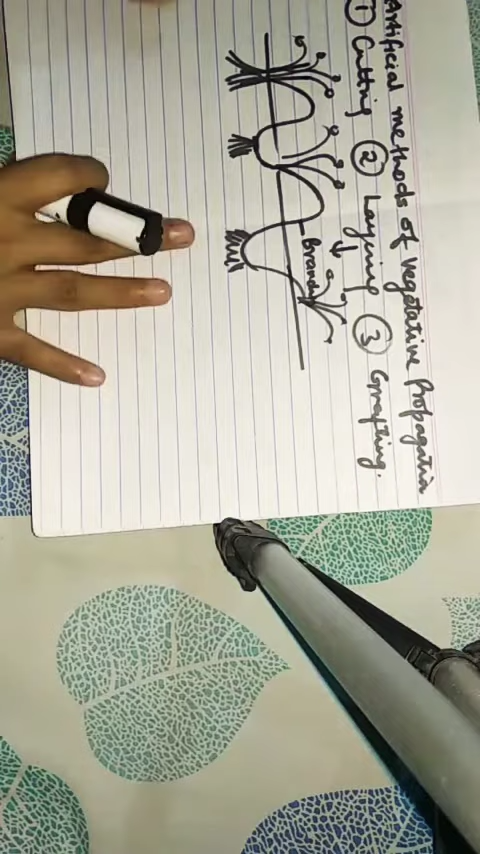 Artificial methods of vegetative Propagation
① Cutting ② Layering ③ Grafting.
Branch